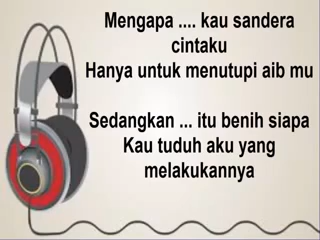 Mengapa .... kau sandera
cintaku
Hanya untuk menutupi aib mu
Sedangkan ... itu benih siapa
Kau tuduh aku yang
melakukannya